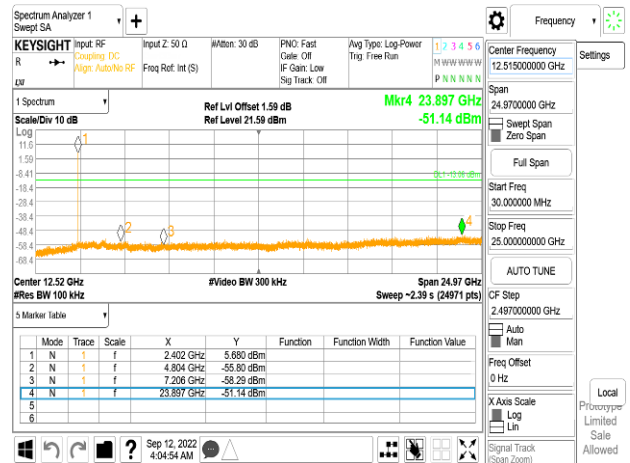 Spectrum Analyzer 1
Swept SA
Frequency
KEYSIGHT
R
Input: RF
Coupling: DC
Align: Auto/No RF
Input Z: 50 Ω
Freq Ref: Int (S)
#Atten: 30 dB
PNO: Fast
Gate: Off
IF Gain: Low
Sig Track: Off
Avg Type: Log-Power
Trig: Free Run
1 2 3 4 5 6
M W W W W W
P N N N N N
Settings
Center Frequency
12.515000000 GHz
Span
24.9700000 GHz
Swept Span
Zero Span
Full Span
Start Freq
30.000000 MHz
Stop Freq
25.00000000 GHz
AUTO TUNE
CF Step
2.497000000 GHz
Auto
Man
Freq Offset
0 Hz
X Axis Scale
Log
Lin
Signal Track
(Span Zoom)
Local
Prototype
Limited
Sale
Allowed
1 Spectrum
Scale/Div 10 dB
Ref Lvl Offset 1.59 dB
Ref Level 21.59 dBm
Mkr4 23.897 GHz
-51.14 dBm
Log
11.6
1.59
-8.41
-18.4
-28.4
-38.4
-48.4
-58.4
-68.4
1
2
3
4
Center 12.52 GHz
#Res BW 100 kHz
#Video BW 300 kHz
Span 24.97 GHz
Sweep ~2.39 s (24971 pts)
5 Marker Table
Mode Trace Scale X Y Function Function Width Function Value
1 N 1 f 2.402 GHz 5.680 dBm
2 N 1 f 4.804 GHz -55.80 dBm
3 N 1 f 7.206 GHz -58.29 dBm
4 N 1 f 23.897 GHz -51.14 dBm
5
6
?
Sep 12, 2022
4:04:54 AM